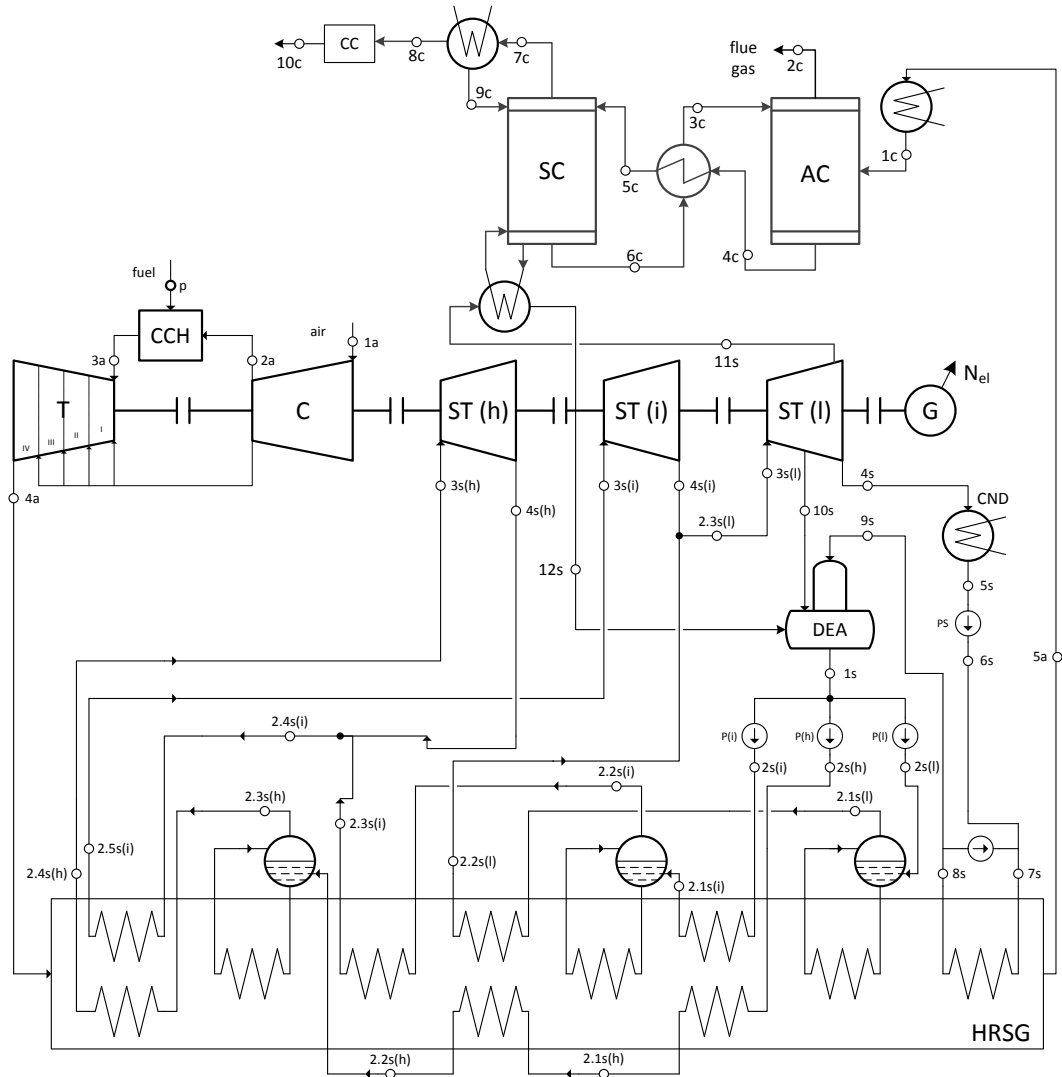 CC
10c
8c
7c
9c
flue
gas
2c
3c
1c
SC
AC
5c
6c
4c
fuel
p
CCH
air
1a
3a
2a
11s
T
C
ST (h)
ST (i)
ST (l)
G
Nel
IV
III
II
I
4a
3s(h)
4s(h)
3s(i)
4s(i)
3s(l)
2.3s(l)
10s
4s
CND
9s
12s
5s
DEA
PS
6s
1s
5a
2.4s(i)
P(i)
P(h)
P(l)
2s(i)
2s(h)
2s(l)
2.2s(i)
2.3s(h)
2.3s(i)
2.1s(l)
2.5s(i)
2.4s(h)
2.2s(l)
2.1s(i)
8s
7s
HRSG
2.2s(h)
2.1s(h)